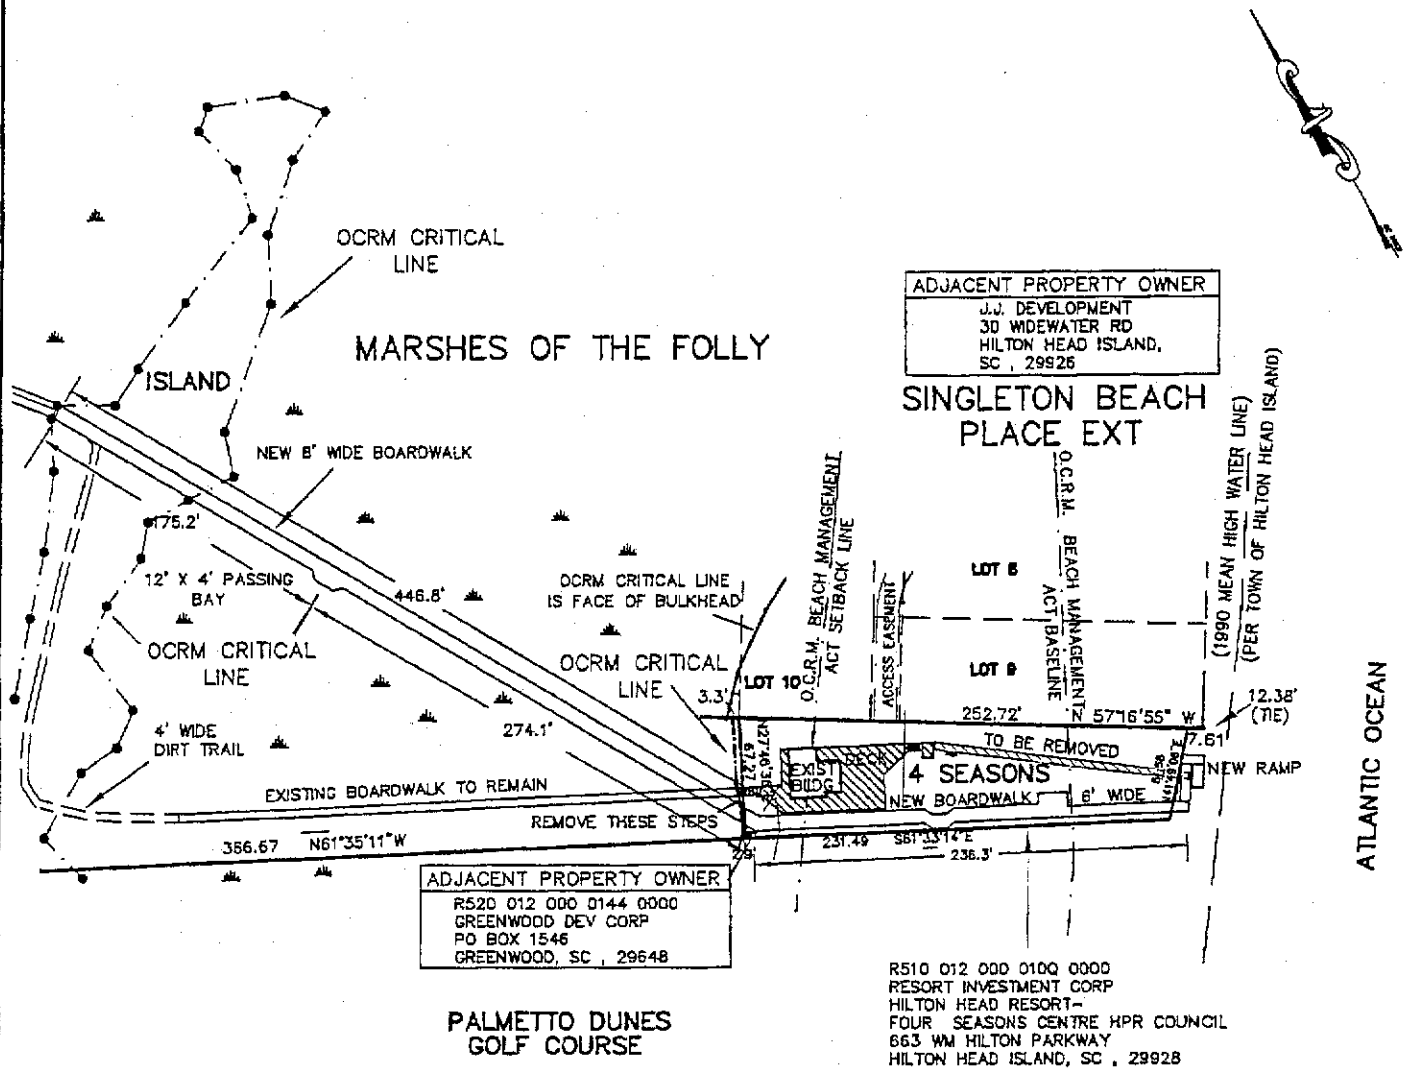 OCRM CRITICAL
LINE
MARSHES OF THE FOLLY
ISLAND
NEW 8' WIDE BOARDWALK
175.2'
12' X 4' PASSING
BAY
446.8'
OCRM CRITICAL
LINE
4' WIDE
DIRT TRAIL
274.1'
EXISTING BOARDWALK TO REMAIN
REMOVE THESE STEPS
366.67 N61°35'11"W
ADJACENT PROPERTY OWNER
J.J. DEVELOPMENT
30 WIDEWATER RD
HILTON HEAD ISLAND,
SC , 29926
SINGLETON BEACH
PLACE EXT
OCRM CRITICAL LINE
IS FACE OF BULKHEAD
OCRM CRITICAL
LINE
3.3'
LOT 10
O.C.R.M. BEACH MANAGEMENT
ACT SETBACK LINE
ACCESS EASEMENT
O.C.R.M. BEACH MANAGEMENT
ACT BASELINE
LOT 8
LOT 9
(1990 MEAN HIGH WATER LINE)
(PER TOWN OF HILTON HEAD ISLAND)
12.38'
(TIE)
252.72' N 57°16'55" W
7.61'
67.27
TO BE REMOVED
DECK
EXIST
BLDG
4 SEASONS
NEW RAMP
NEW BOARDWALK 6' WIDE
2.9'
231.49 S61°33'14"E
236.3'
ATLANTIC OCEAN
ADJACENT PROPERTY OWNER
R520 012 000 0144 0000
GREENWOOD DEV CORP
PO BOX 1546
GREENWOOD, SC , 29648
PALMETTO DUNES
GOLF COURSE
R510 012 000 010Q 0000
RESORT INVESTMENT CORP
HILTON HEAD RESORT-
FOUR SEASONS CENTRE HPR COUNCIL
663 WM HILTON PARKWAY
HILTON HEAD ISLAND, SC , 29928